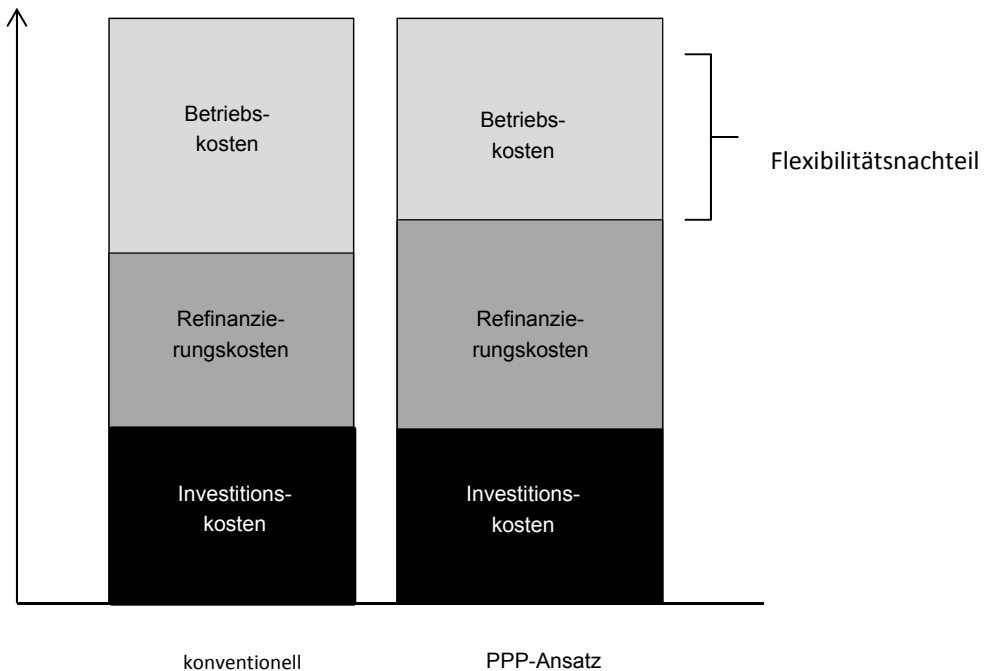 Betriebs-
kosten
Refinanzie-
rungskosten
Investitions-
kosten
konventionell
Betriebs-
kosten
Refinanzie-
rungskosten
Investitions-
kosten
PPP-Ansatz
Flexibilitätsnachteil